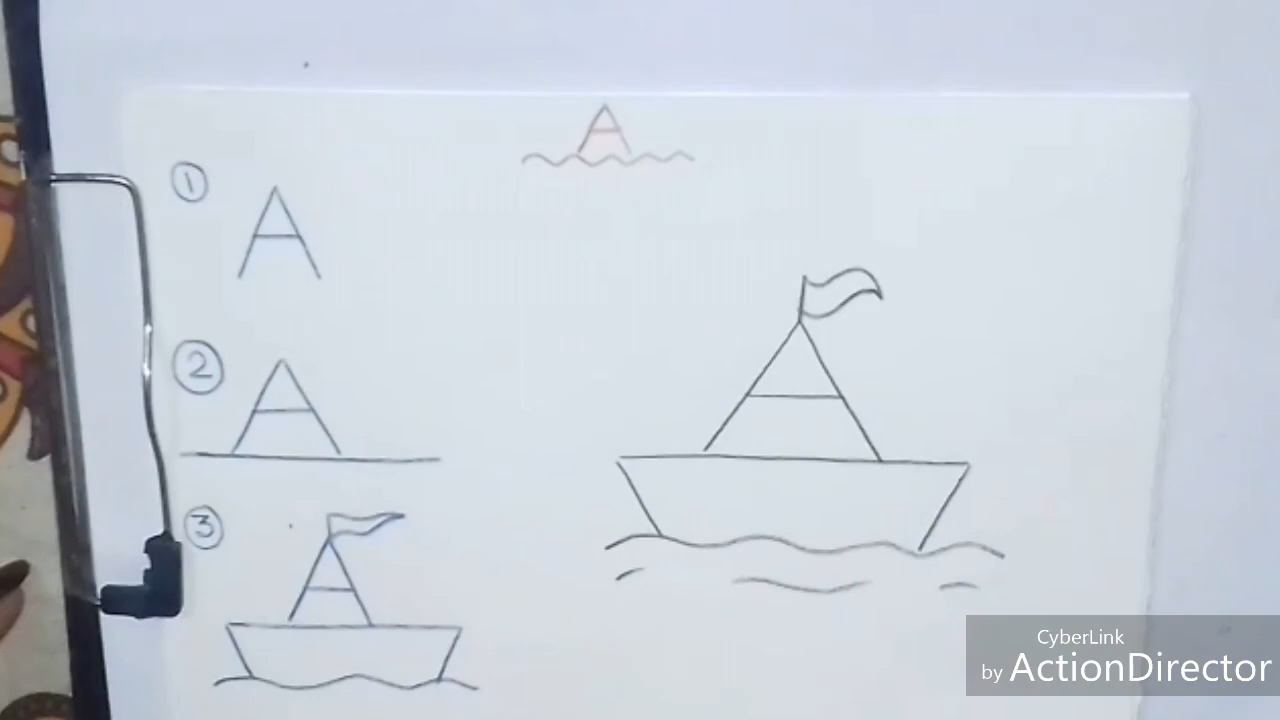 A
① A
② A
③ A
A
CyberLink
by ActionDirector